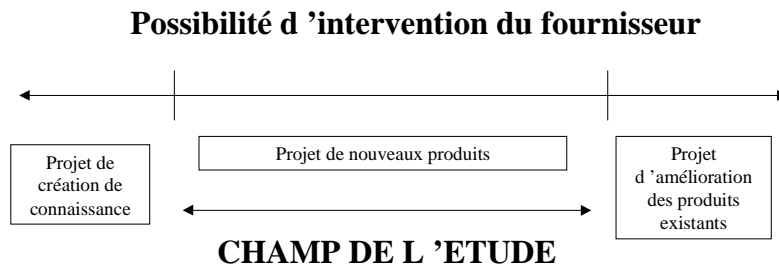 Possibilité d ’intervention du fournisseur
Projet de
création de
connaissance
Projet de nouveaux produits
Projet
d ’amélioration
des produits
existants
CHAMP DE L ’ETUDE